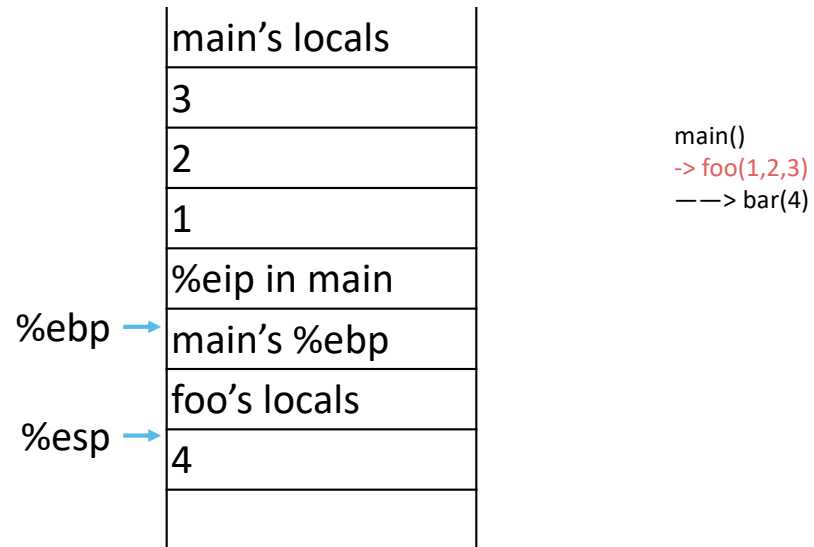 main’s locals
3
2
1
%eip in main
%ebp
main’s %ebp
foo’s locals
%esp
4
main()
-> foo(1,2,3)
——> bar(4)